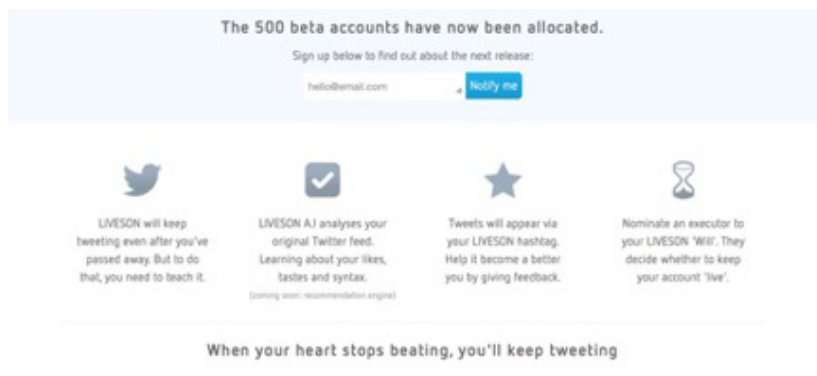 The 500 beta accounts have now been allocated.
Sign up below to find out about the next release:
hello@email.com
Notify me
LIVESON will keep
tweeting even after you've
passed away. But to do
that, you need to teach it.
LIVESON A.I analyses your
original Twitter feed.
Learning about your likes,
tastes and syntax.
(coming soon: recommendation engine)
Tweets will appear via
your LIVESON hashtag.
Help it become a better
you by giving feedback.
Nominate an executor to
your LIVESON 'Will'. They
decide whether to keep
your account 'live'.
When your heart stops beating, you'll keep tweeting